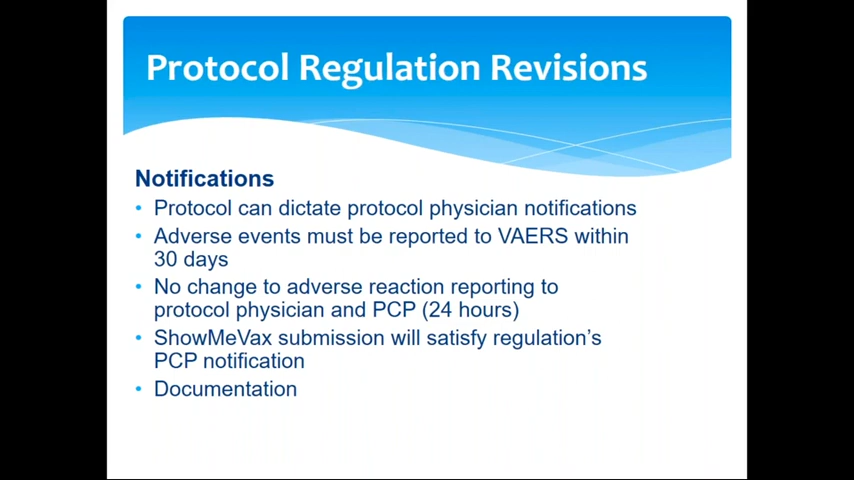 Protocol Regulation Revisions
Notifications
• Protocol can dictate protocol physician notifications
• Adverse events must be reported to VAERS within
30 days
• No change to adverse reaction reporting to
protocol physician and PCP (24 hours)
• ShowMeVax submission will satisfy regulation’s
PCP notification
• Documentation